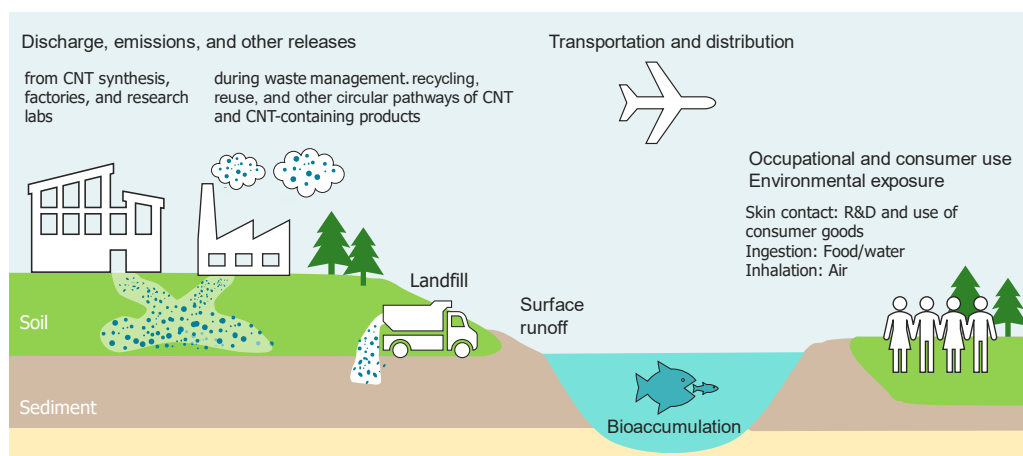 Discharge, emissions, and other releases
from CNT synthesis,
factories, and research
labs
during waste management. recycling,
reuse, and other circular pathways of CNT
and CNT-containing products
Transportation and distribution
Occupational and consumer use
Environmental exposure
Skin contact: R&D and use of
consumer goods
Ingestion: Food/water
Inhalation: Air
Landfill
Surface
runoff
Soil
Sediment
Bioaccumulation